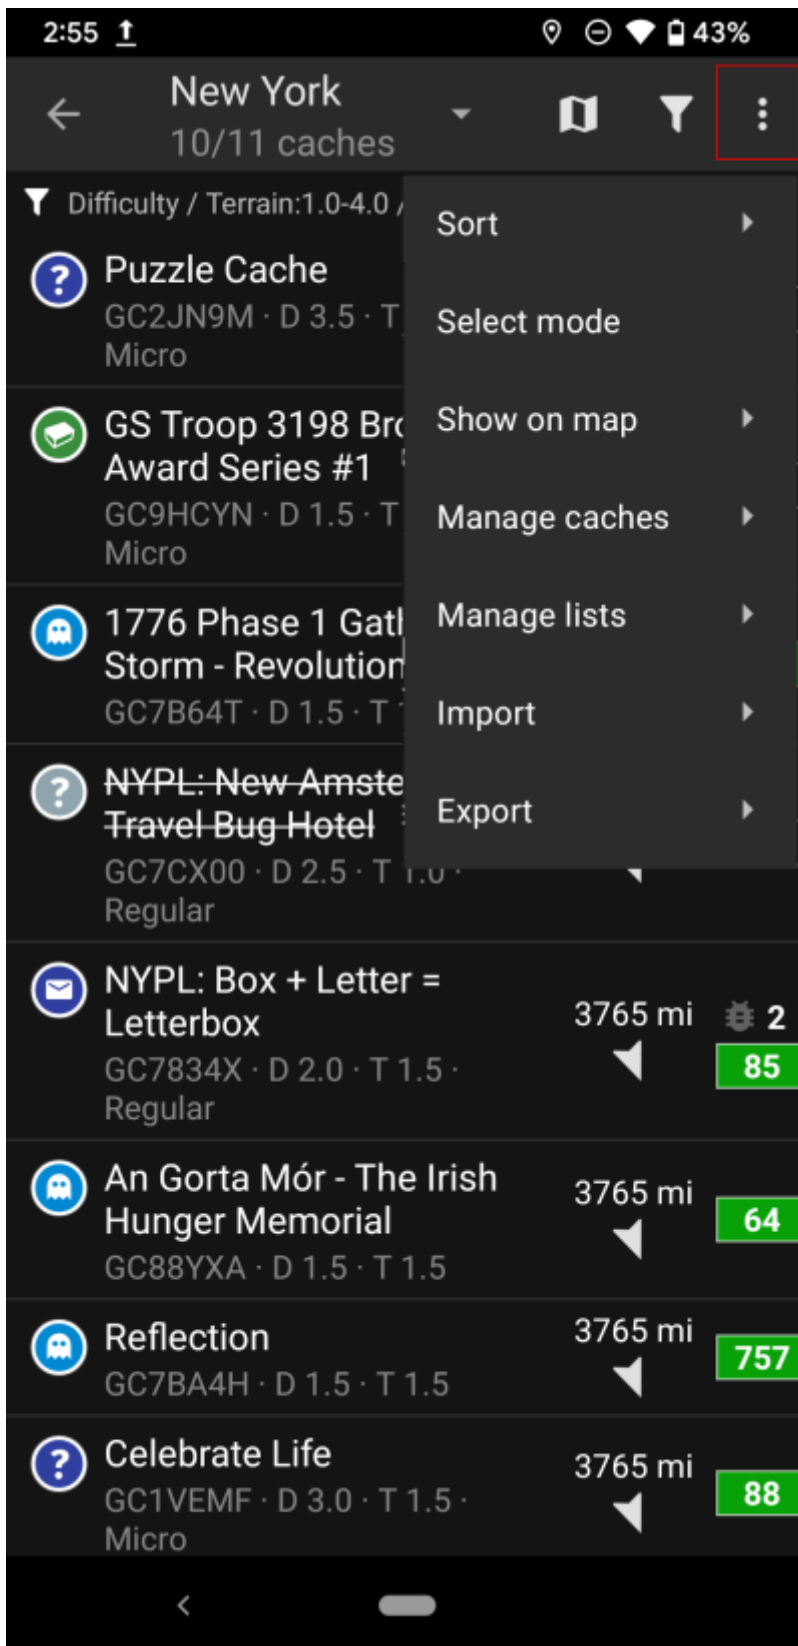 2:55
43%
New York
10/11 caches
Difficulty / Terrain:1.0-4.0 /
Sort
Puzzle Cache
GC2JN9M · D 3.5 · T
Micro
Select mode
GS Troop 3198 Bro
Award Series #1
GC9HCYN · D 1.5 · T
Micro
Show on map
Manage caches
1776 Phase 1 Gath
Storm - Revolution
GC7B64T · D 1.5 · T
Manage lists
Import
NYPL: New Amste
Travel Bug Hotel
GC7CX00 · D 2.5 · T 1.0 ·
Regular
Export
NYPL: Box + Letter =
Letterbox
GC7834X · D 2.0 · T 1.5 ·
Regular
3765 mi
2
85
An Gorta Mór - The Irish
Hunger Memorial
GC88YXA · D 1.5 · T 1.5
3765 mi
64
Reflection
GC7BA4H · D 1.5 · T 1.5
3765 mi
757
Celebrate Life
GC1VEMF · D 3.0 · T 1.5 ·
Micro
3765 mi
88